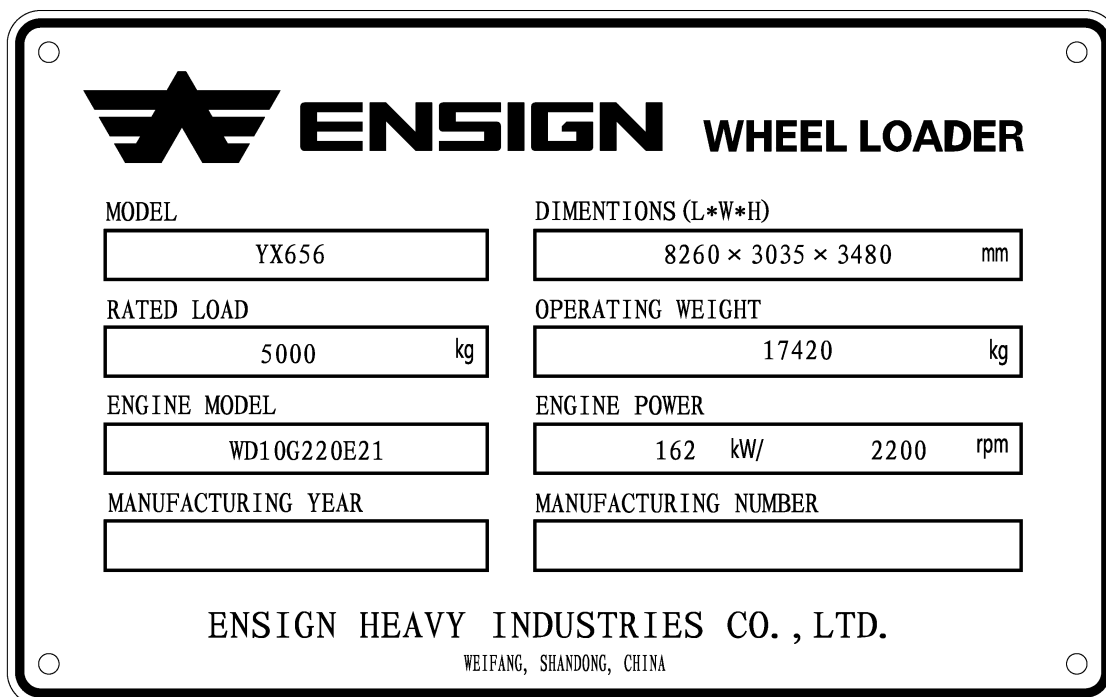 ENSIGN WHEEL LOADER
MODEL DIMENTIONS(L*W*H)
YX656 8260×3035×3480 mm
RATED LOAD OPERATING WEIGHT
5000 kg 17420 kg
ENGINE MODEL ENGINE POWER
WD10G220E21 162 kW/ 2200 rpm
MANUFACTURING YEAR MANUFACTURING NUMBER
ENSIGN HEAVY INDUSTRIES CO.,LTD.
WEIFANG, SHANDONG, CHINA